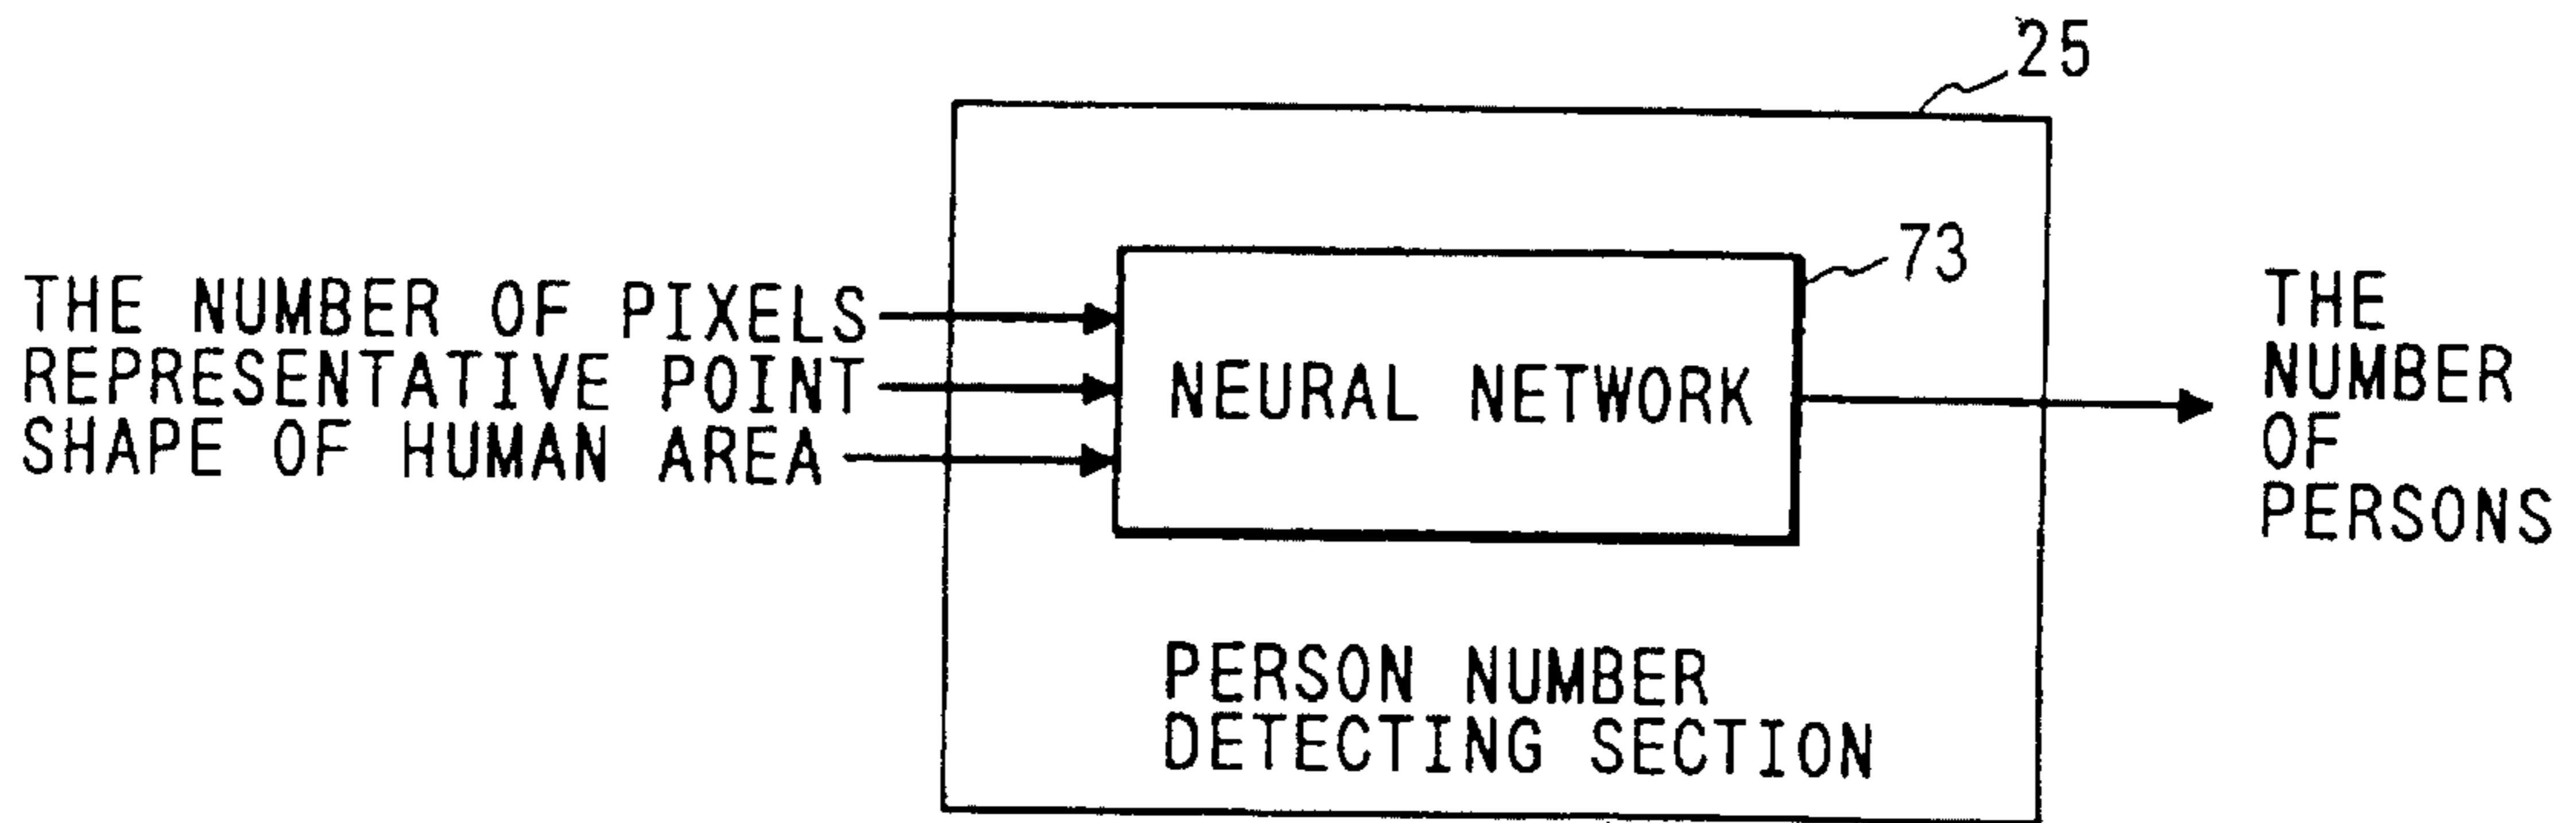 25
73
THE NUMBER OF PIXELS
REPRESENTATIVE POINT
SHAPE OF HUMAN AREA
NEURAL NETWORK
THE
NUMBER
OF
PERSONS
PERSON NUMBER
DETECTING SECTION